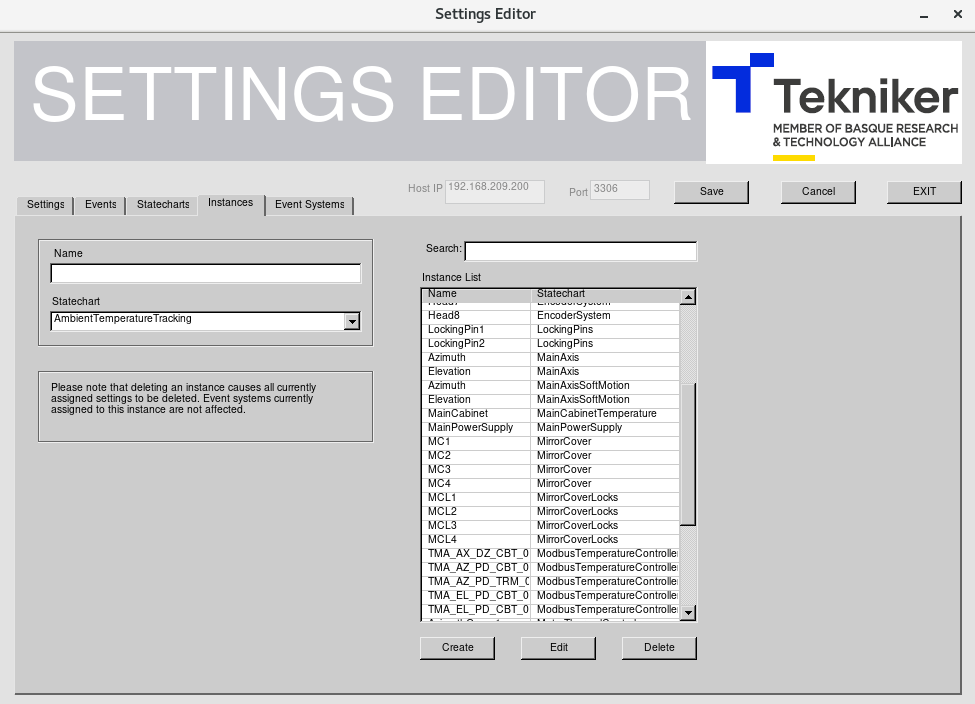 Settings Editor
SETTINGS EDITOR
Tekniker
MEMBER OF BASQUE RESEARCH
& TECHNOLOGY ALLIANCE
Host IP 192.168.209.200 Port 3306 Save Cancel EXIT
Settings Events Statecharts Instances Event Systems
Name
Statechart
AmbientTemperatureTracking
Please note that deleting an instance causes all currently
assigned settings to be deleted. Event systems currently
assigned to this instance are not affected.
Search:
Instance List
Name Statechart
Head8 EncoderSystem
LockingPin1 LockingPins
LockingPin2 LockingPins
Azimuth MainAxis
Elevation MainAxis
Azimuth MainAxisSoftMotion
Elevation MainAxisSoftMotion
MainCabinet MainCabinetTemperature
MainPowerSupply MainPowerSupply
MC1 MirrorCover
MC2 MirrorCover
MC3 MirrorCover
MC4 MirrorCover
MCL1 MirrorCoverLocks
MCL2 MirrorCoverLocks
MCL3 MirrorCoverLocks
MCL4 MirrorCoverLocks
TMA_AX_DZ_CBT_0 ModbusTemperatureControlle
TMA_AZ_PD_CBT_0 ModbusTemperatureControlle
TMA_AZ_PD_TRM_0 ModbusTemperatureControlle
TMA_EL_PD_CBT_0 ModbusTemperatureControlle
TMA_EL_PD_CBT_0 ModbusTemperatureControlle
Create Edit Delete